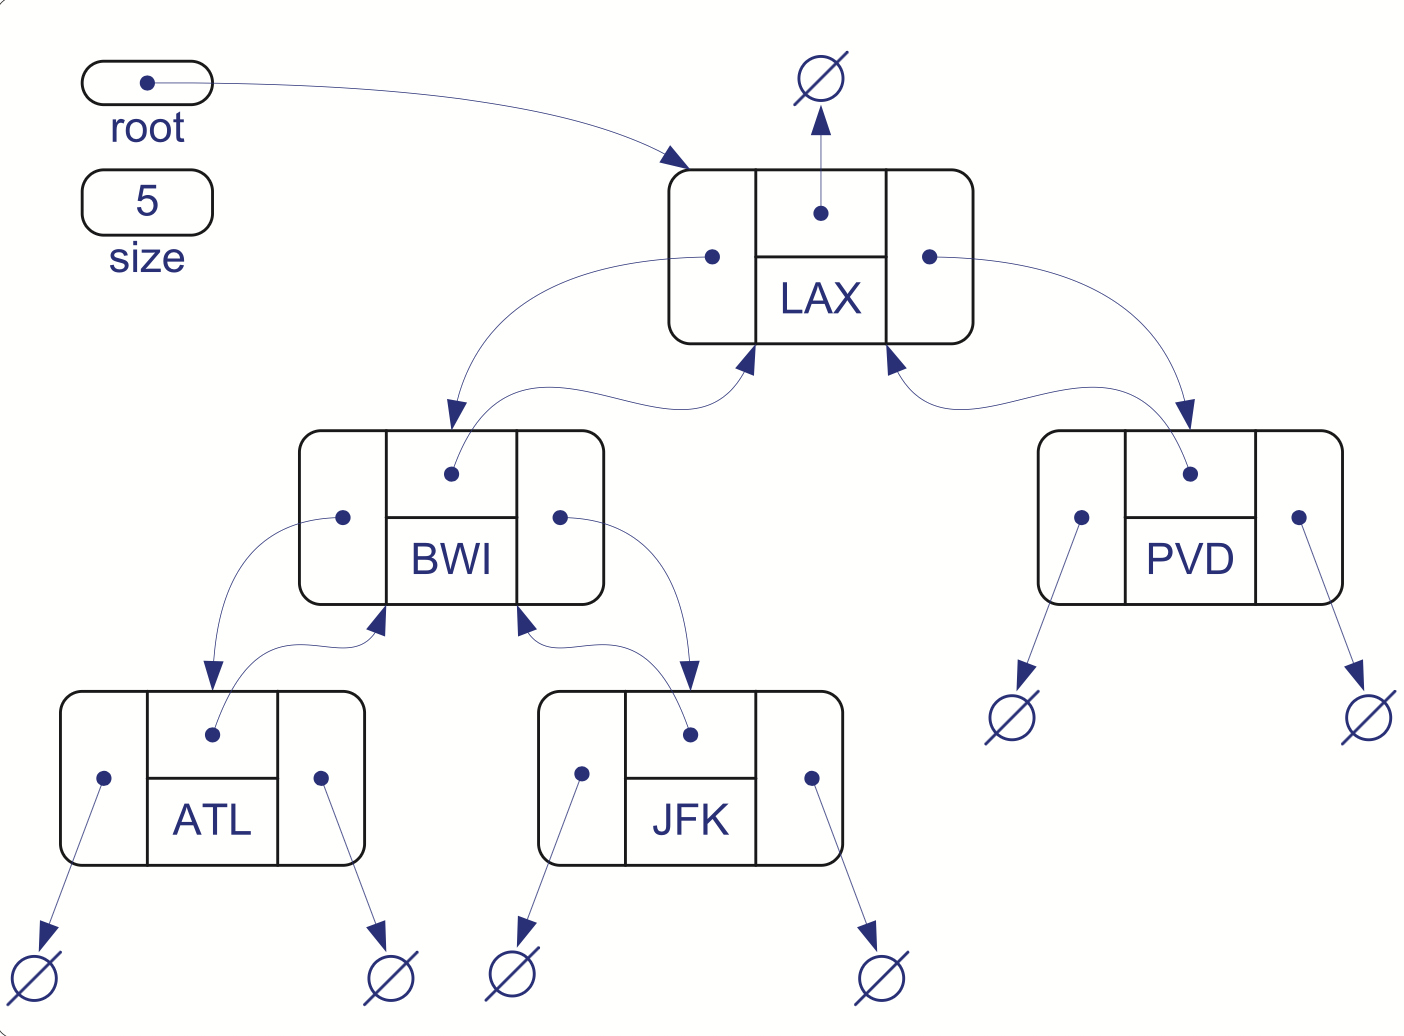 root
5
size
LAX
BWI
PVD
ATL
JFK